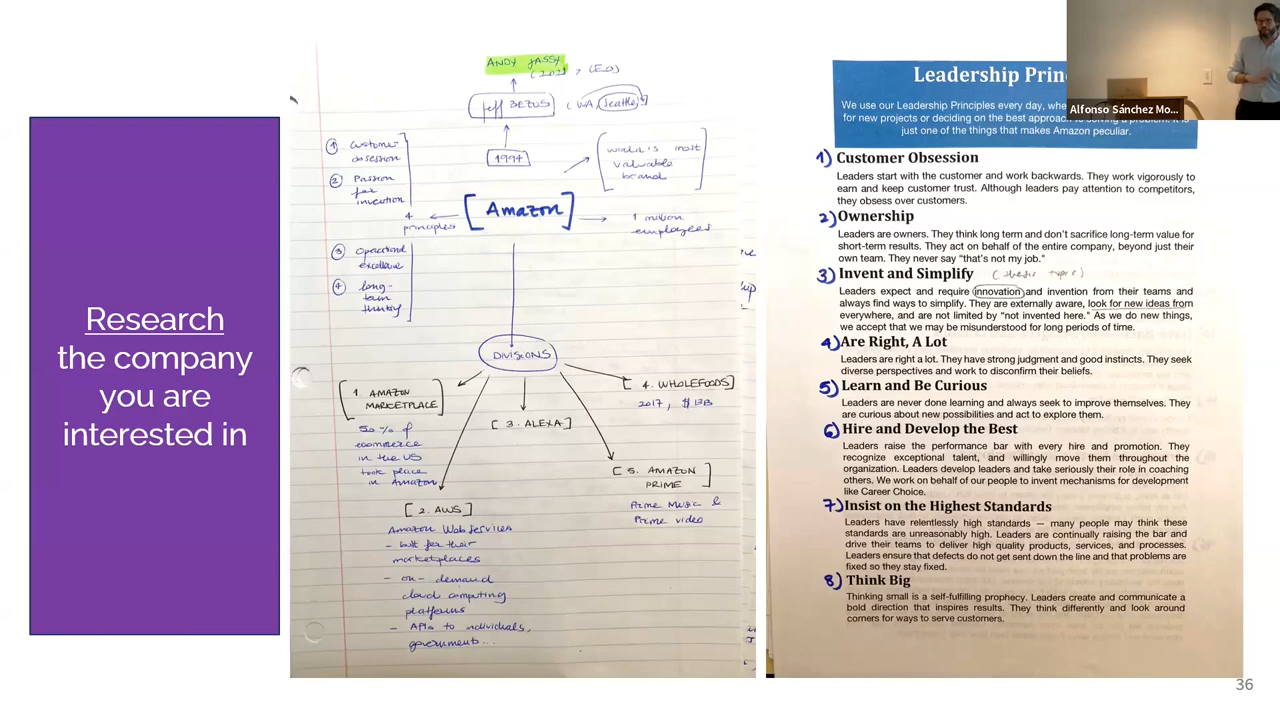 Research
the company
you are
interested in
ANDY JASSY
(2021, CEO)
jeff BEZOS (WA, Seattle)
1994
world's most
valuable
brand
① Customer
obsession
② Passion
for
invention
[Amazon]
4
principles
1 million
employees
③ Operational
excellence
④ long-
term
thinking
DIVISIONS
[1. AMAZON
MARKETPLACE]
50% of
ecommerce
in the US
took place
in Amazon
[2. AWS]
Amazon Web Services
- built for their
marketplaces
- on-demand
cloud computing
platforms
- APIs to individuals,
governments...
[3. ALEXA]
[4. WHOLEFOODS]
2017, $13B
[5. AMAZON
PRIME]
Prime Music &
Prime video
Leadership Prin
We use our Leadership Principles every day, whe
for new projects or deciding on the best approach to solving a problem. It is
just one of the things that makes Amazon peculiar.
1) Customer Obsession
Leaders start with the customer and work backwards. They work vigorously to
earn and keep customer trust. Although leaders pay attention to competitors,
they obsess over customers.
2) Ownership
Leaders are owners. They think long term and don't sacrifice long-term value for
short-term results. They act on behalf of the entire company, beyond just their
own team. They never say "that's not my job."
3) Invent and Simplify
Leaders expect and require innovation and invention from their teams and
always find ways to simplify. They are externally aware, look for new ideas from
everywhere, and are not limited by "not invented here." As we do new things,
we accept that we may be misunderstood for long periods of time.
4) Are Right, A Lot
Leaders are right a lot. They have strong judgment and good instincts. They seek
diverse perspectives and work to disconfirm their beliefs.
5) Learn and Be Curious
Leaders are never done learning and always seek to improve themselves. They
are curious about new possibilities and act to explore them.
6) Hire and Develop the Best
Leaders raise the performance bar with every hire and promotion. They
recognize exceptional talent, and willingly move them throughout the
organization. Leaders develop leaders and take seriously their role in coaching
others. We work on behalf of our people to invent mechanisms for development
like Career Choice.
7) Insist on the Highest Standards
Leaders have relentlessly high standards — many people may think these
standards are unreasonably high. Leaders are continually raising the bar and
drive their teams to deliver high quality products, services, and processes.
Leaders ensure that defects do not get sent down the line and that problems are
fixed so they stay fixed.
8) Think Big
Thinking small is a self-fulfilling prophecy. Leaders create and communicate a
bold direction that inspires results. They think differently and look around
corners for ways to serve customers.
Alfonso Sánchez Mo...
36